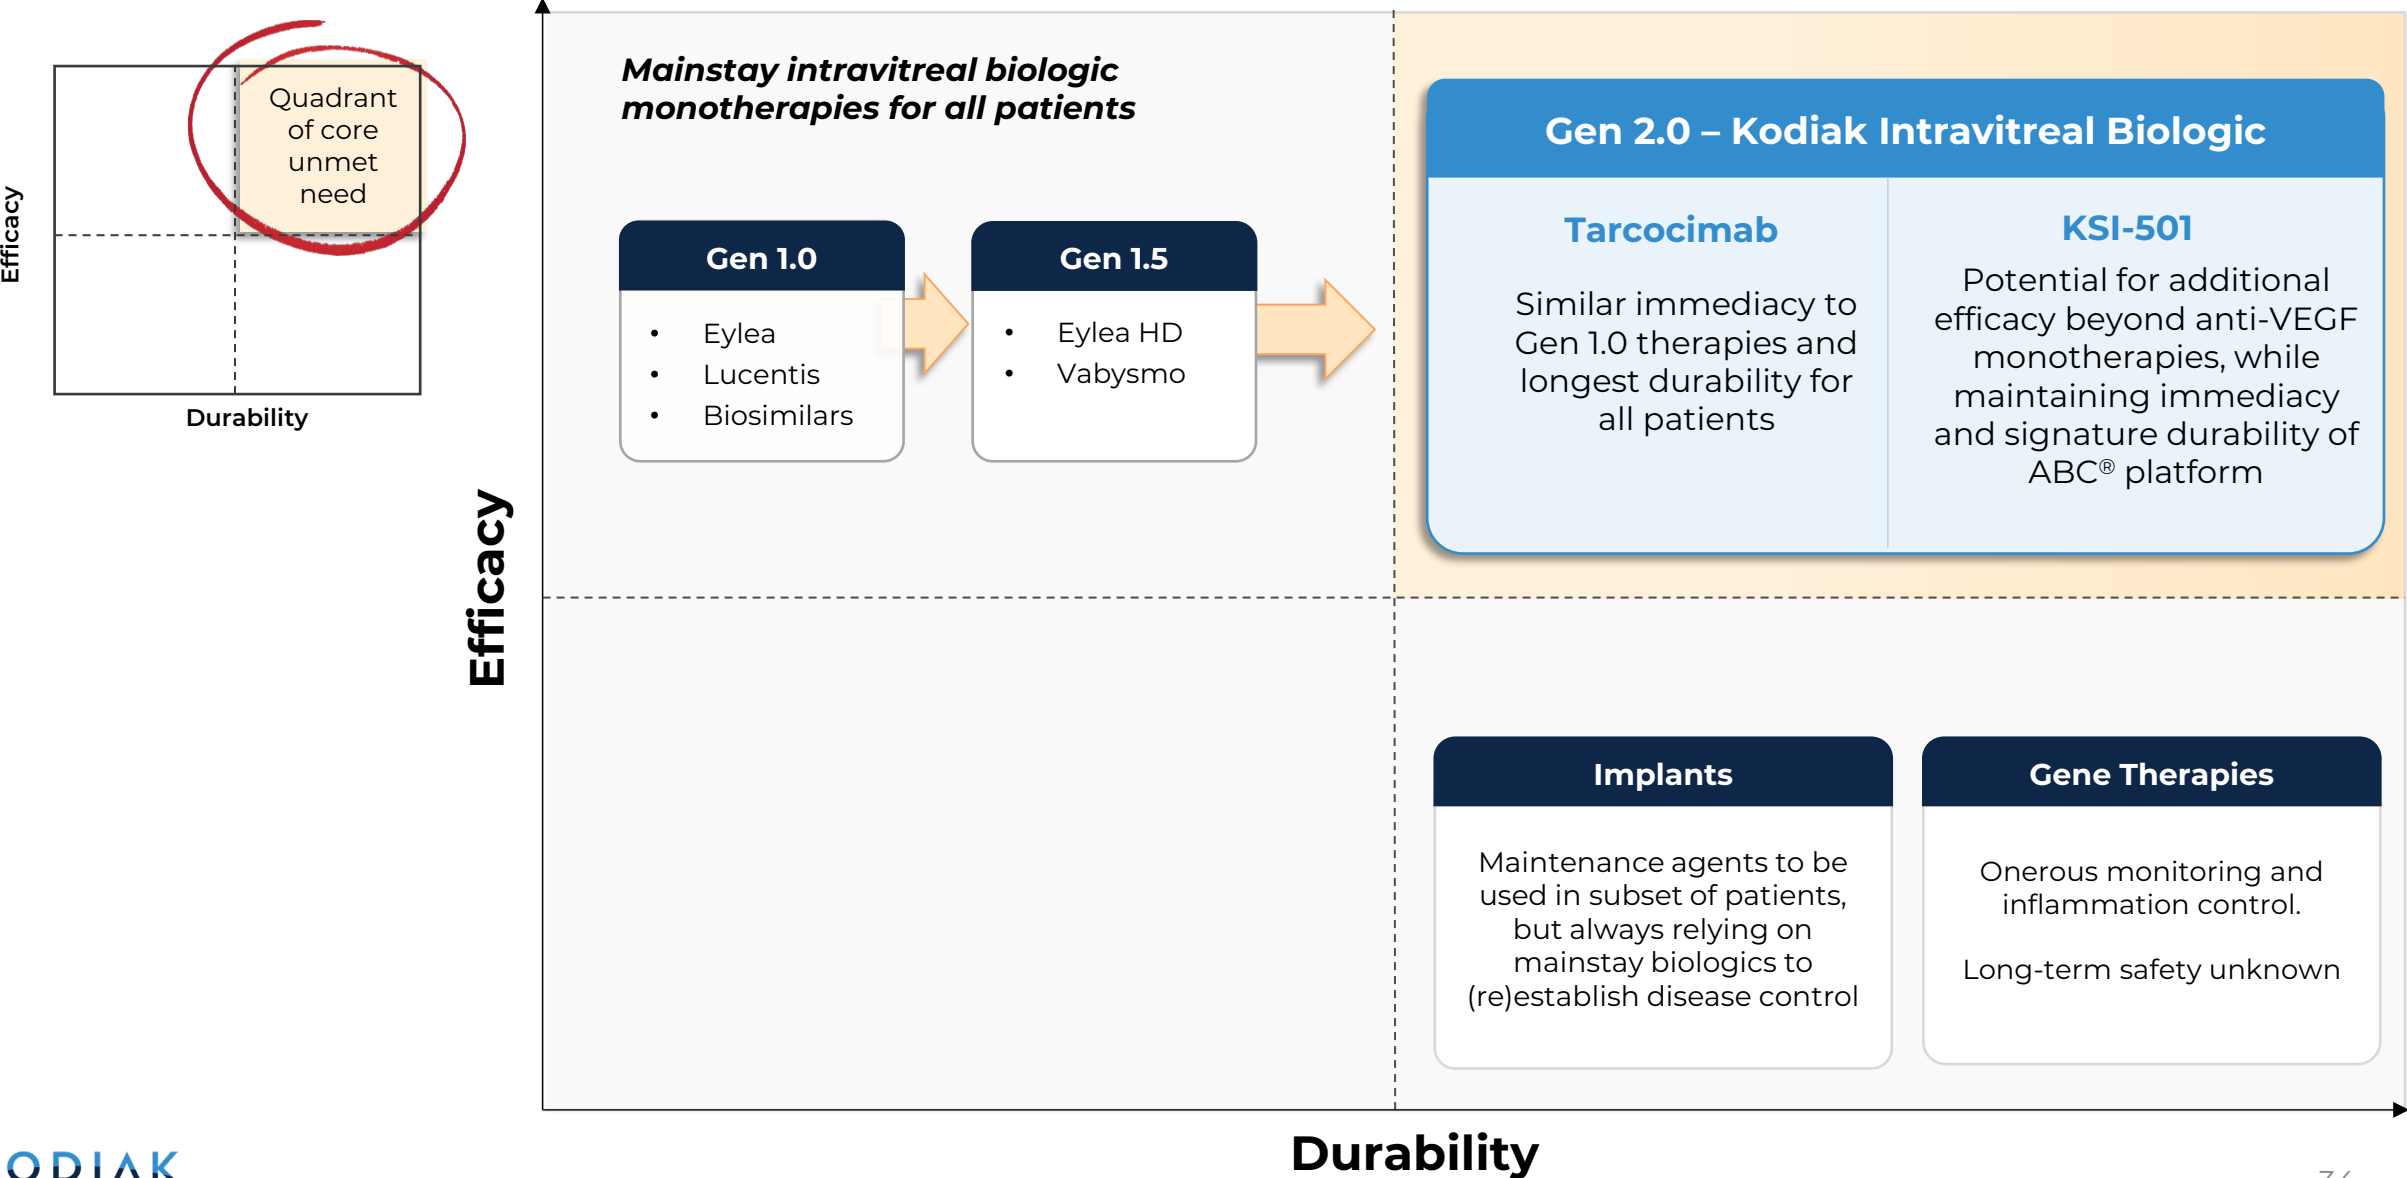 Quadrant
of core
unmet
need
Efficacy
Durability
Mainstay intravitreal biologic
monotherapies for all patients
Gen 1.0
• Eylea
• Lucentis
• Biosimilars
Gen 1.5
• Eylea HD
• Vabysmo
Gen 2.0 – Kodiak Intravitreal Biologic
Tarcocimab
Similar immediacy to
Gen 1.0 therapies and
longest durability for
all patients
KSI-501
Potential for additional
efficacy beyond anti-VEGF
monotherapies, while
maintaining immediacy
and signature durability of
ABC® platform
Efficacy
Implants
Maintenance agents to be
used in subset of patients,
but always relying on
mainstay biologics to
(re)establish disease control
Gene Therapies
Onerous monitoring and
inflammation control.
Long-term safety unknown
Durability
ODIAK